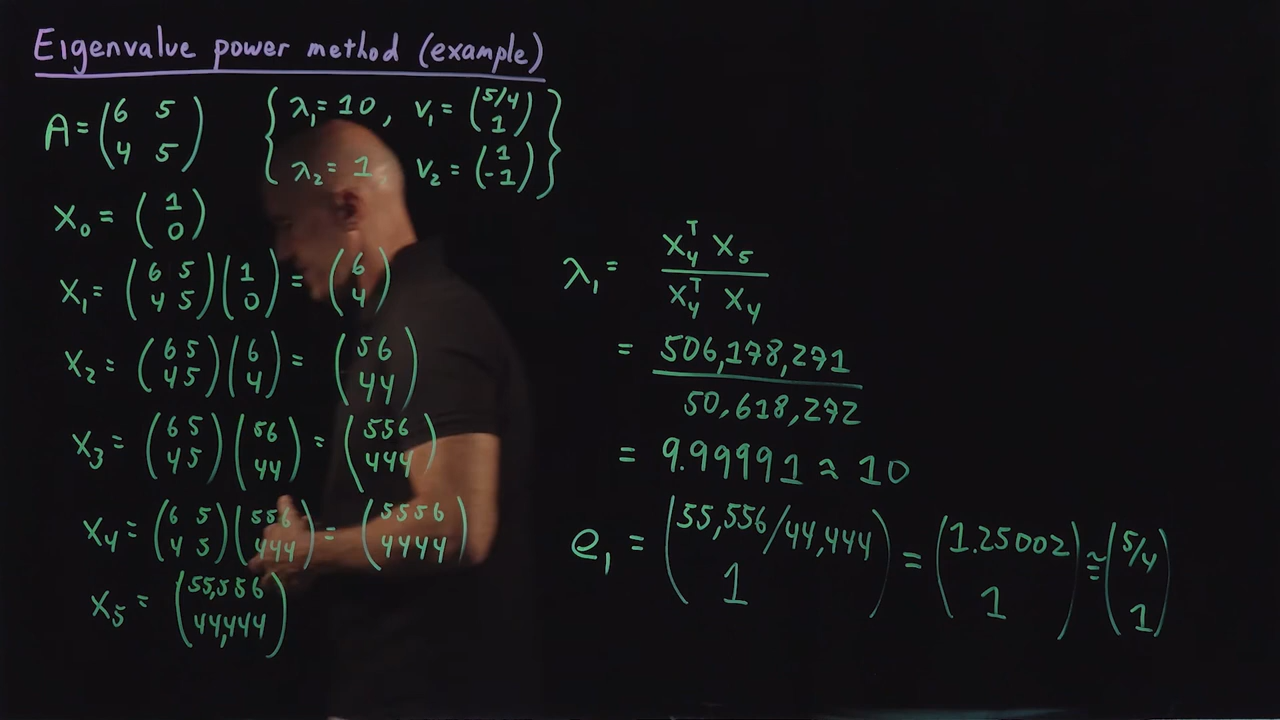 Eigenvalue power method (example)
A = (6 5; 4 5) { λ₁ = 10, v₁ = (5/4; 1)
λ₂ = 1, v₂ = (1; -1) }
x₀ = (1; 0)
x₁ = (6 5; 4 5)(1; 0) = (6; 4)
x₂ = (6 5; 4 5)(6; 4) = (56; 44)
x₃ = (6 5; 4 5)(56; 44) = (556; 444)
x₄ = (6 5; 4 5)(556; 444) = (5556; 4444)
x₅ = (55,556; 44,444)
λ₁ = x₄ᵀ x₅ / x₄ᵀ x₄
= 506,178,271 / 50,618,272
= 9.99991 ≈ 10
e₁ = (55,556/44,444; 1) = (1.25002; 1) ≈ (5/4; 1)